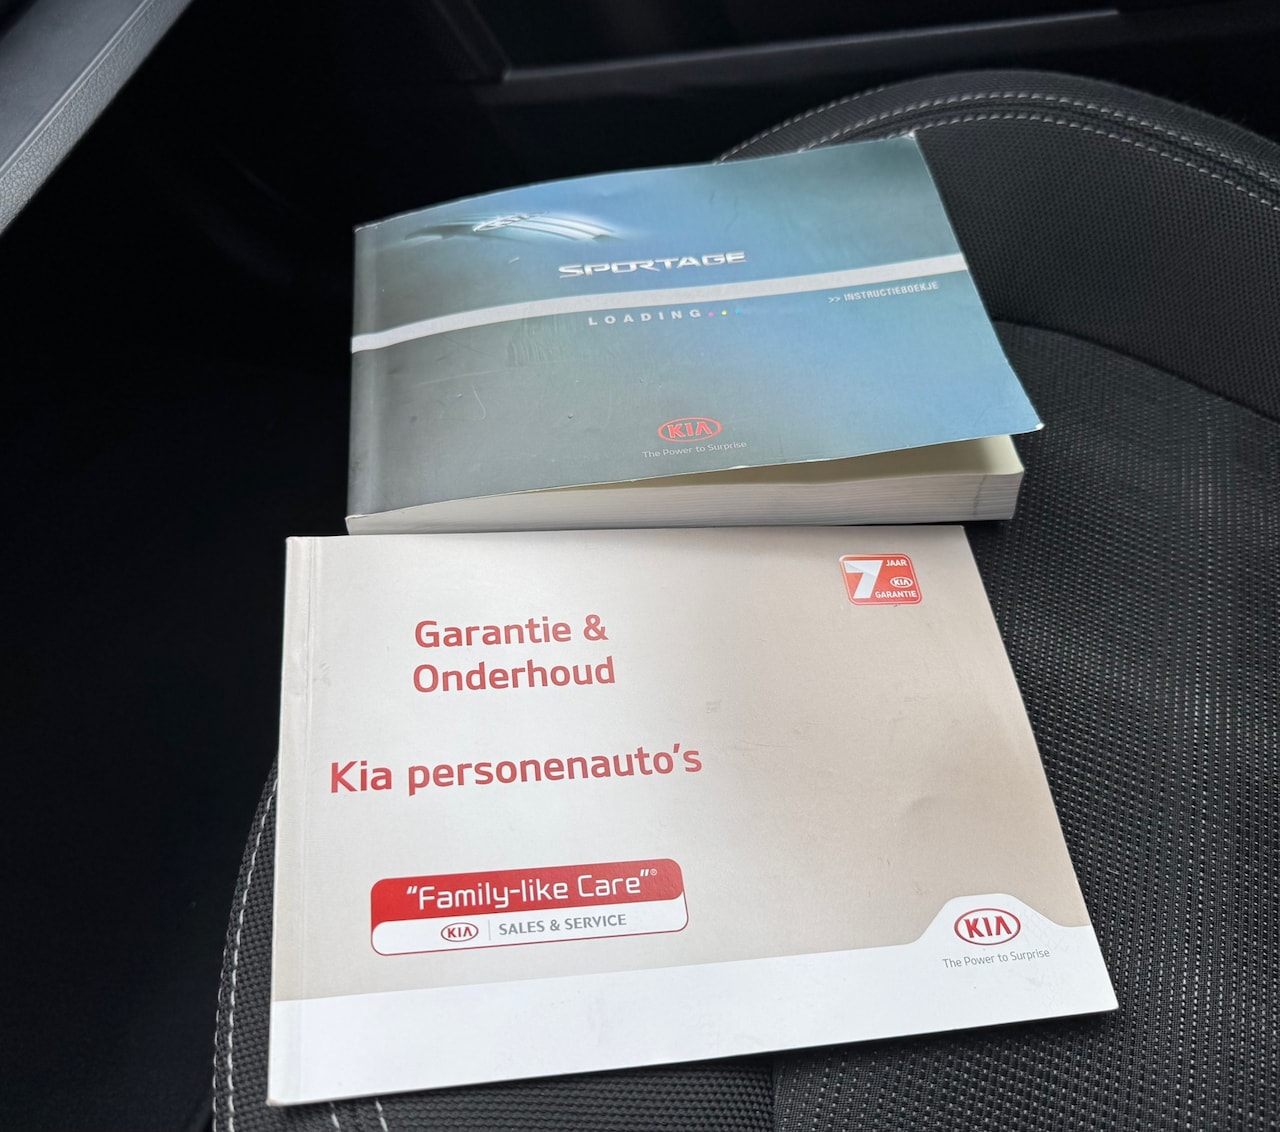 SPORTAGE
>> INSTRUCTIEBOEKJE
LOADING...
KIA
The Power to Surprise
7 JAAR
KIA
GARANTIE
Garantie &
Onderhoud
Kia personenauto's
"Family-like Care"®
KIA | SALES & SERVICE
KIA
The Power to Surprise